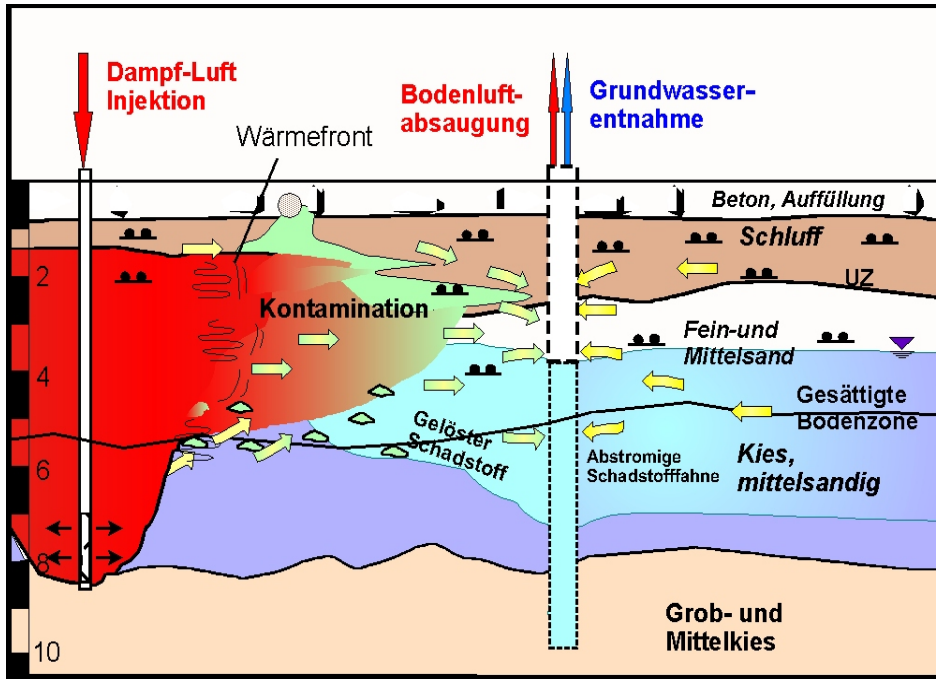 Dampf-Luft
Injektion
Bodenluft-
absaugung
Grundwasser-
entnahme
Wärmefront
Beton, Auffüllung
Schluff
2
UZ
Kontamination
Fein-und
Mittelsand
4
Gesättigte
Bodenzone
Gelöster
Schadstoff
6
Abstromige
Schadstofffahne
Kies,
mittelsandig
8
Grob- und
Mittelkies
10